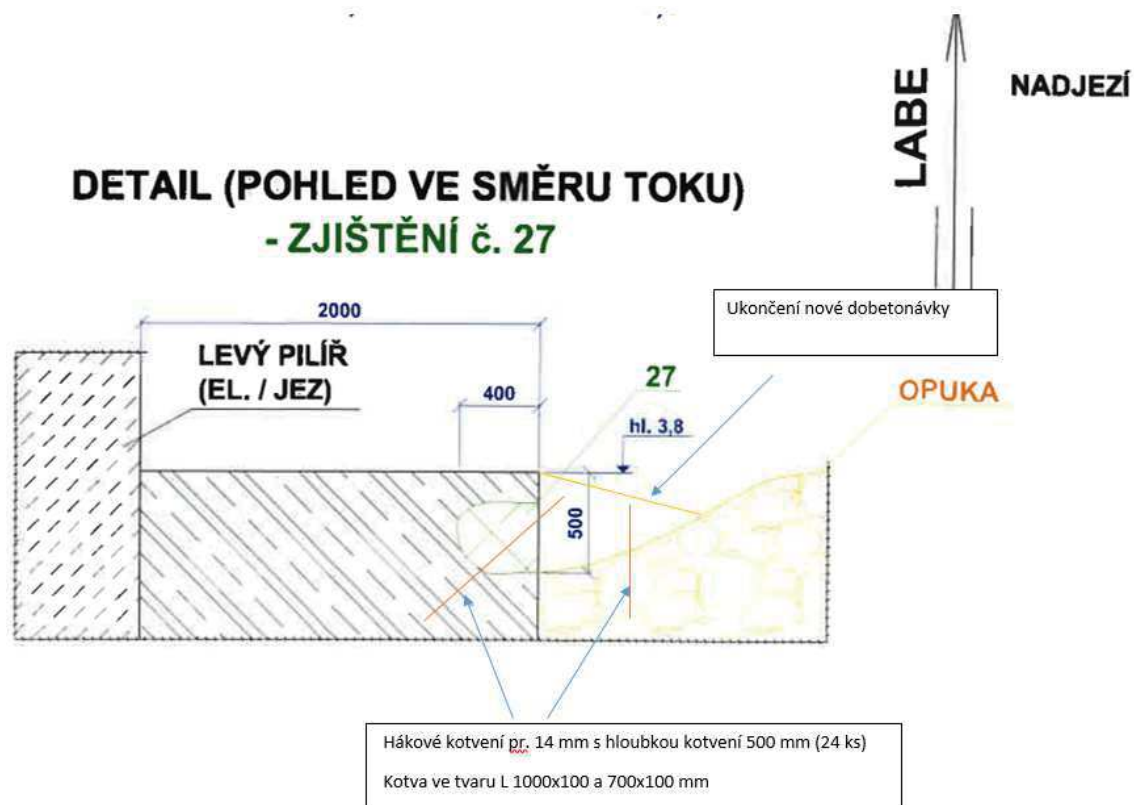 LABE
NADJEZÍ
DETAIL (POHLED VE SMĚRU TOKU)
- ZJIŠTĚNÍ č. 27
Ukončení nové dobetonávky
2000
LEVÝ PILÍŘ
(EL. / JEZ)
400
27
hl. 3,8
OPUKA
500
Hákové kotvení pr. 14 mm s hloubkou kotvení 500 mm (24 ks)
Kotva ve tvaru L 1000x100 a 700x100 mm